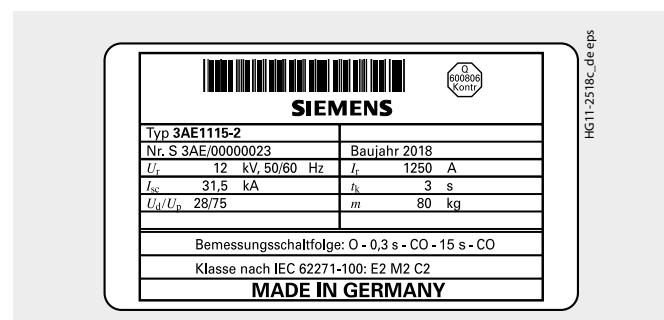 Q
600806
Kontr
SIEMENS
Typ 3AE1115-2
Nr. S 3AE/00000023 Baujahr 2018
Ur 12 kV, 50/60 Hz Ir 1250 A
Isc 31,5 kA tk 3 s
Ud/Up 28/75 m 80 kg
Bemessungsschaltfolge: O - 0,3 s - CO - 15 s - CO
Klasse nach IEC 62271-100: E2 M2 C2
MADE IN GERMANY
HG11-2518c_de eps